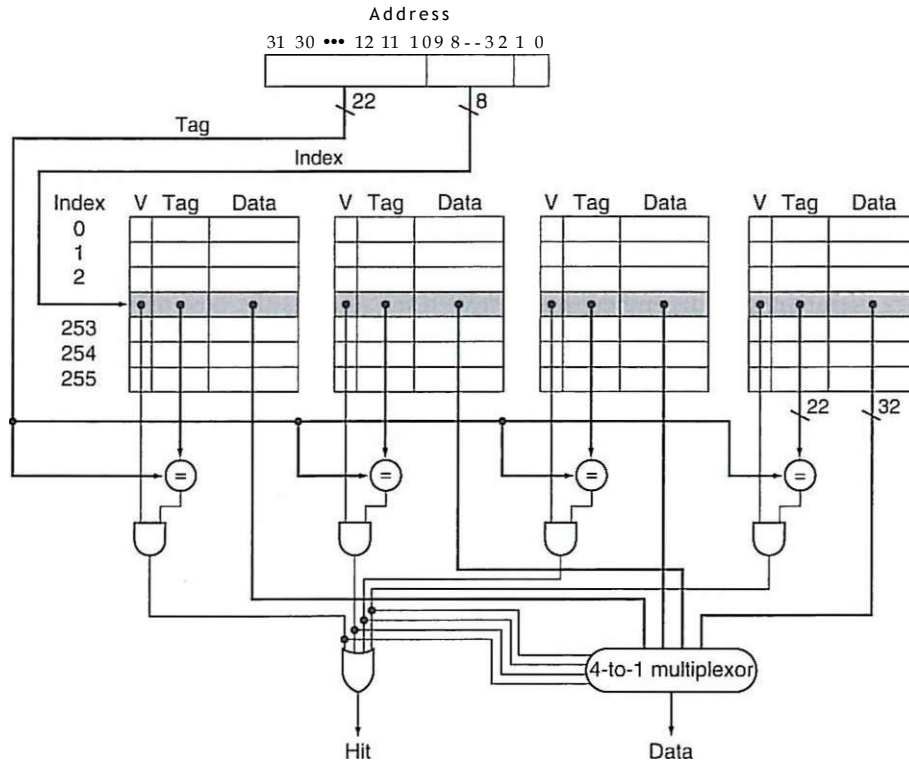 Address
31 30 ••• 12 11 10 9 8 - - 3 2 1 0
22
8
Tag
Index
Index V Tag Data V Tag Data V Tag Data V Tag Data
0
1
2
253
254
255
22
32
=
=
=
=
4-to-1 multiplexor
Hit
Data